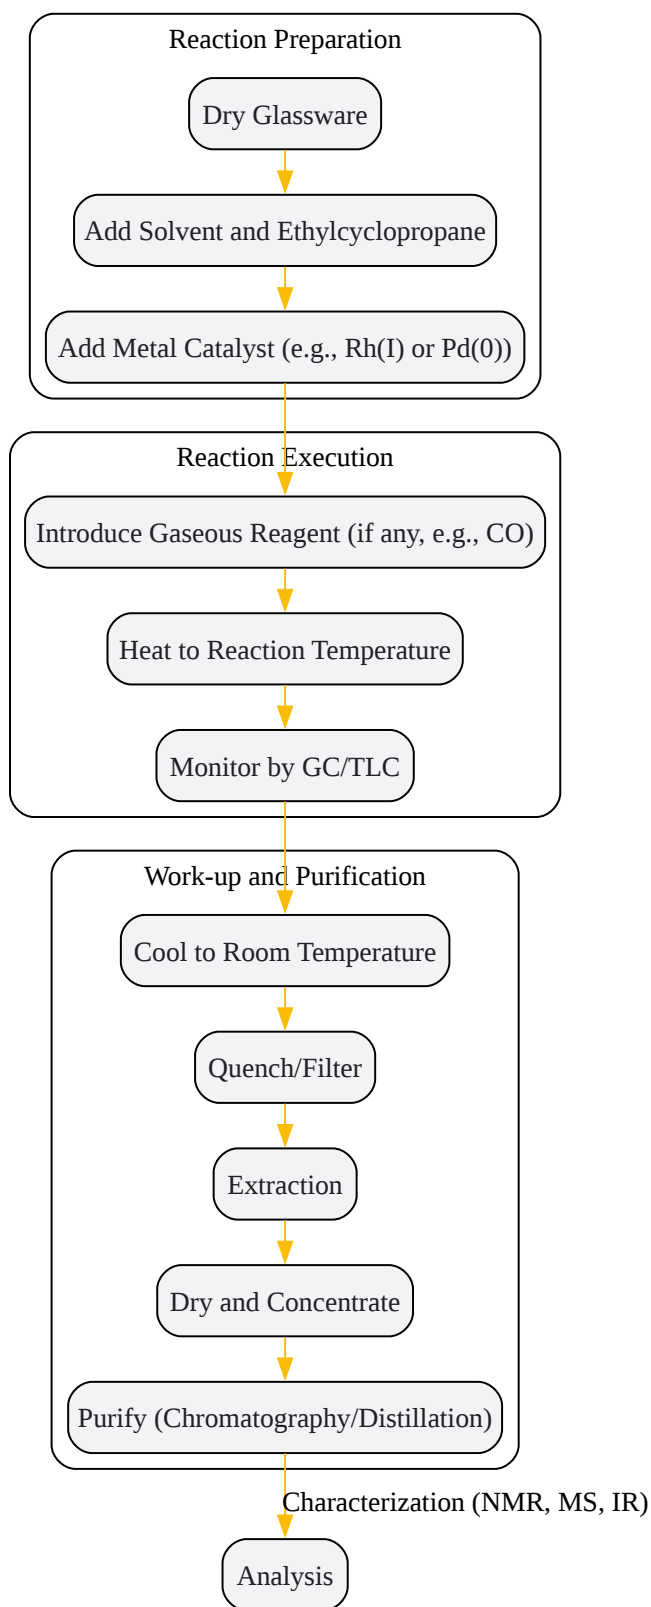 Reaction Preparation
Dry Glassware
Add Solvent and Ethylcyclopropane
Add Metal Catalyst (e.g., Rh(I) or Pd(0))
Reaction Execution
Introduce Gaseous Reagent (if any, e.g., CO)
Heat to Reaction Temperature
Monitor by GC/TLC
Work-up and Purification
Cool to Room Temperature
Quench/Filter
Extraction
Dry and Concentrate
Purify (Chromatography/Distillation)
Characterization (NMR, MS, IR)
Analysis